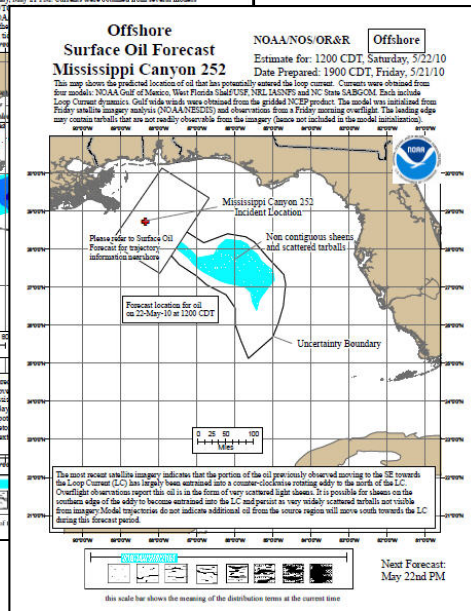 Offshore
Surface Oil Forecast
Mississippi Canyon 252
NOAA/NOS/OR&R
Offshore
Estimate for: 1200 CDT, Saturday, 5/22/10
Date Prepared: 1900 CDT, Friday, 5/21/10
This map shows the predicted location of oil that has potentially entered the loop current. Currents were obtained from
four models: NOAA Gulf of Mexico, West Florida Shelf/USF, NRL IASNFS and NC State SABGOM. Each include
Loop Current dynamics. Gulf wide winds were obtained from the gridded NCEP product. The model was initialized from
Friday satellite imagery analysis (NOAA/NESDIS) and observations from a Friday morning overflight. The leading edge
may contain tarballs that are not readily observable from the imagery (hence not included in the model initialization).
NOAA
Mississippi Canyon 252
Incident Location
Please refer to Surface Oil
Forecast for trajectory
information nearshore
Non contiguous sheens
and scattered tarballs
Forecast location for oil
on 22-May-10 at 1200 CDT
Uncertainty Boundary
0 25 50 100
Miles
The most recent satellite imagery indicates that the portion of the oil previously observed moving to the SE towards
the Loop Current (LC) has largely been entrained into a counter-clockwise rotating eddy to the north of the LC.
Overflight observations report this oil is in the form of very scattered light sheens. It is possible for sheens on the
southern edge of the eddy to become entrained into the LC and persist as very widely scattered tarballs not visible
from imagery. Model trajectories do not indicate additional oil from the source region will move south towards the LC
during this forecast period.
Next Forecast:
May 22nd PM
this scale bar shows the meaning of the distribution terms at the current time